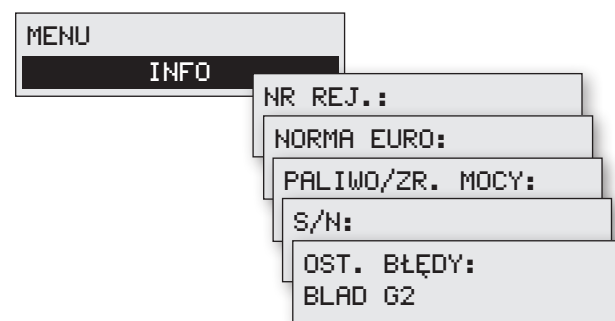 MENU
INFO
NR REJ.:
NORMA EURO:
PALIWO/ZR. MOCY:
S/N:
OST. BŁĘDY:
BLAD G2